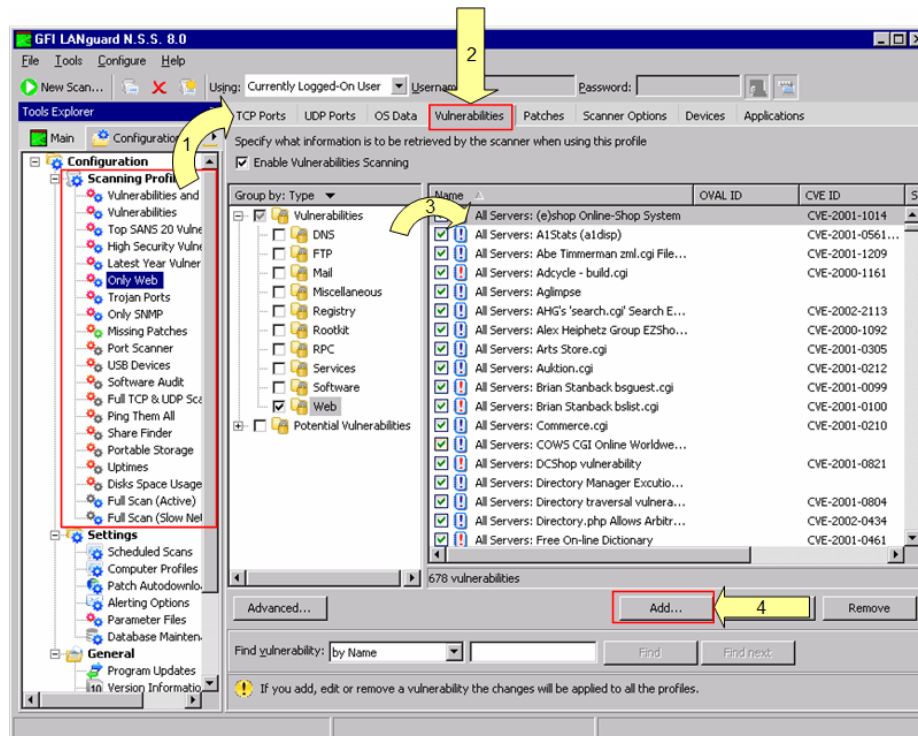 GFI LANguard N.S.S. 8.0
File Tools Configure Help
New Scan... Using: Currently Logged-On User Password:
Tools Explorer
Main Configuration
TCP Ports UDP Ports OS Data Vulnerabilities Patches Scanner Options Devices Applications
1
2
3
4
Specify what information is to be retrieved by the scanner when using this profile
Enable Vulnerabilities Scanning
Configuration
Scanning
Vulnerabilities and
Vulnerabilities
Top SANS 20 Vulne
High Security Vulne
Latest Year Vulner
Only Web
Trojan Ports
Only SNMP
Missing Patches
Port Scanner
USB Devices
Software Audit
Full TCP & UDP Sca
Ping Them All
Share Finder
Portable Storage
Uptimes
Disks Space Usage
Full Scan (Active)
Full Scan (Slow Net
Settings
Scheduled Scans
Computer Profiles
Patch Autodownlo
Alerting Options
Parameter Files
Database Mainten
General
Program Updates
Version Informatio
Group by: Type
Vulnerabilities
DNS
FTP
Mail
Miscellaneous
Registry
Rootkit
RPC
Services
Software
Web
Potential Vulnerabilities
Name OVAL ID CVE ID S
All Servers: (e)shop Online-Shop System CVE-2001-1014
All Servers: A1Stats (a1disp) CVE-2001-0561...
All Servers: Abe Timmerman zml.cgi File... CVE-2001-1209
All Servers: Adcycle - build.cgi CVE-2000-1161
All Servers: Aglimpse
All Servers: AHG's 'search.cgi' Search E... CVE-2002-2113
All Servers: Alex Heiphetz Group EZSho... CVE-2000-1092
All Servers: Arts Store.cgi CVE-2001-0305
All Servers: Auktion.cgi CVE-2001-0212
All Servers: Brian Stanback bsguest.cgi CVE-2001-0099
All Servers: Brian Stanback bslist.cgi CVE-2001-0100
All Servers: Commerce.cgi CVE-2001-0210
All Servers: COWS CGI Online Worldwe...
All Servers: DCShop vulnerability CVE-2001-0821
All Servers: Directory Manager Excutio...
All Servers: Directory traversal vulnera... CVE-2001-0804
All Servers: Directory.php Allows Arbitr... CVE-2002-0434
All Servers: Free On-line Dictionary CVE-2001-0461
678 vulnerabilities
Advanced... Add... Remove
Find vulnerability: by Name Find Find next
If you add, edit or remove a vulnerability the changes will be applied to all the profiles.